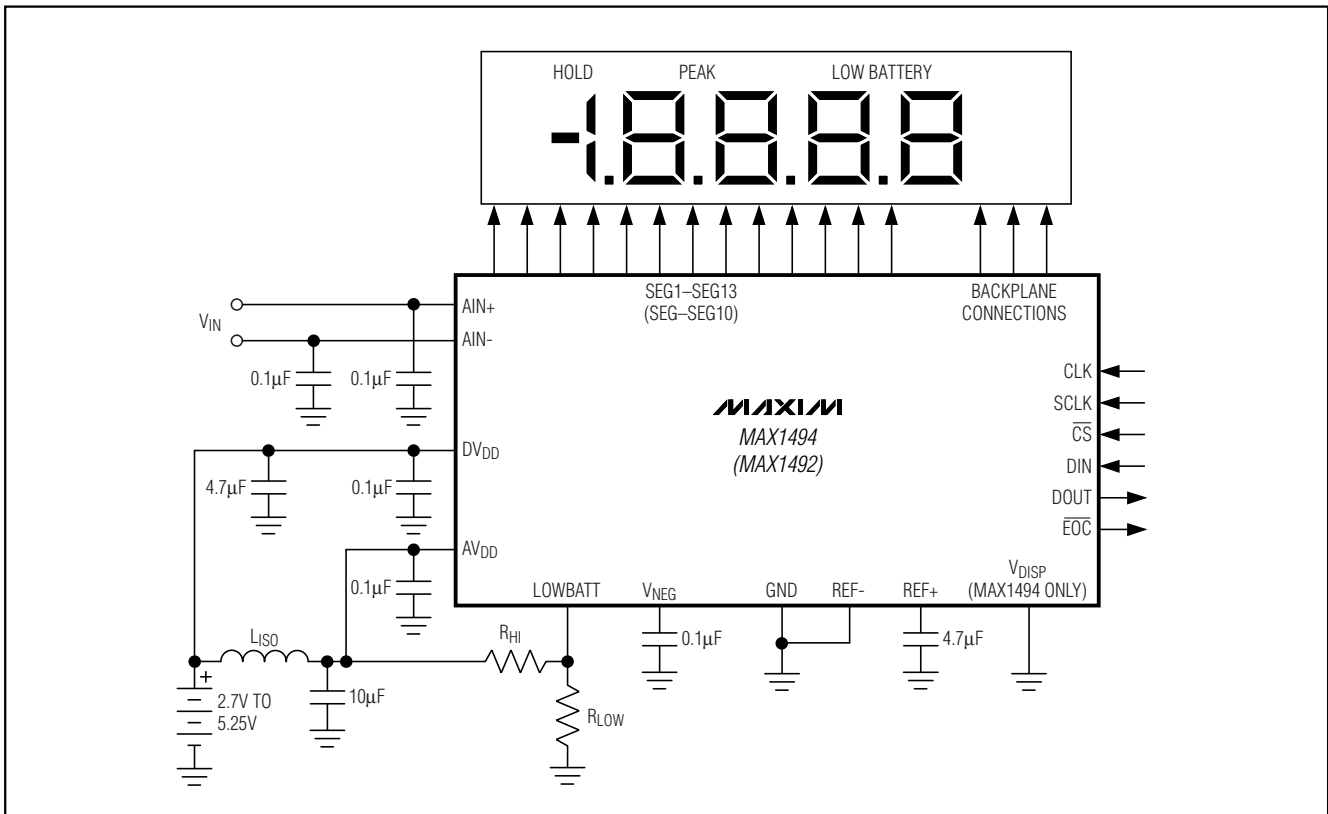 HOLD PEAK LOW BATTERY
-1.8.8.8.8
SEG1–SEG13
(SEG–SEG10)
BACKPLANE
CONNECTIONS
VIN
AIN+
AIN-
0.1µF
0.1µF
MAXIM
MAX1494
(MAX1492)
CLK
SCLK
CS
DIN
DOUT
EOC
DVDD
4.7µF
0.1µF
AVDD
0.1µF
LOWBATT
VNEG
GND
REF-
REF+
VDISP
(MAX1494 ONLY)
LISO
RHI
0.1µF
4.7µF
+
2.7V TO
5.25V
10µF
RLOW